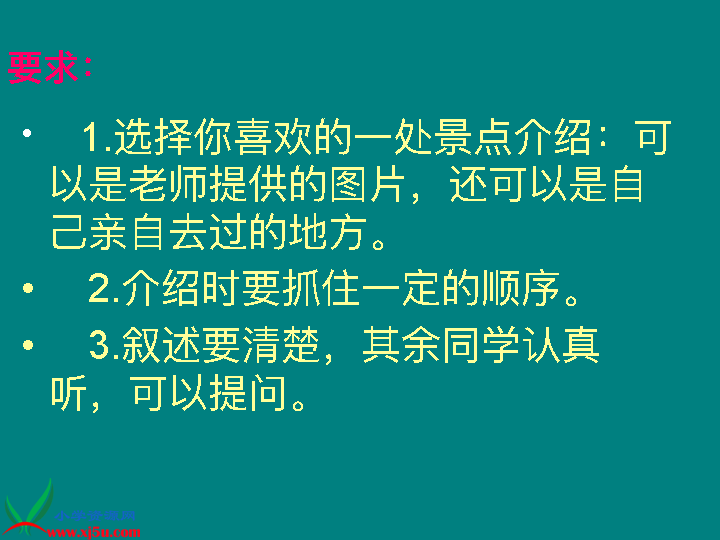 要求：
• 1.选择你喜欢的一处景点介绍：可
以是老师提供的图片，还可以是自
己亲自去过的地方。
• 2.介绍时要抓住一定的顺序。
• 3.叙述要清楚，其余同学认真
听，可以提问。
www.xj5u.com